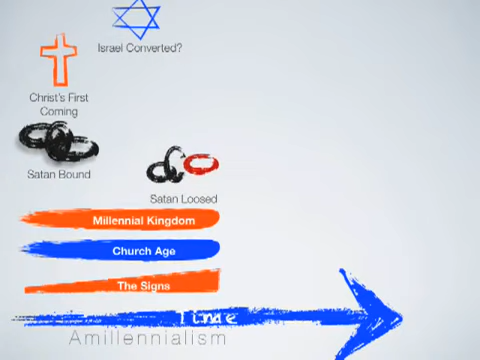 Israel Converted?
Christ's First
Coming
Satan Bound
Satan Loosed
Millennial Kingdom
Church Age
The Signs
Time
Amillennialism